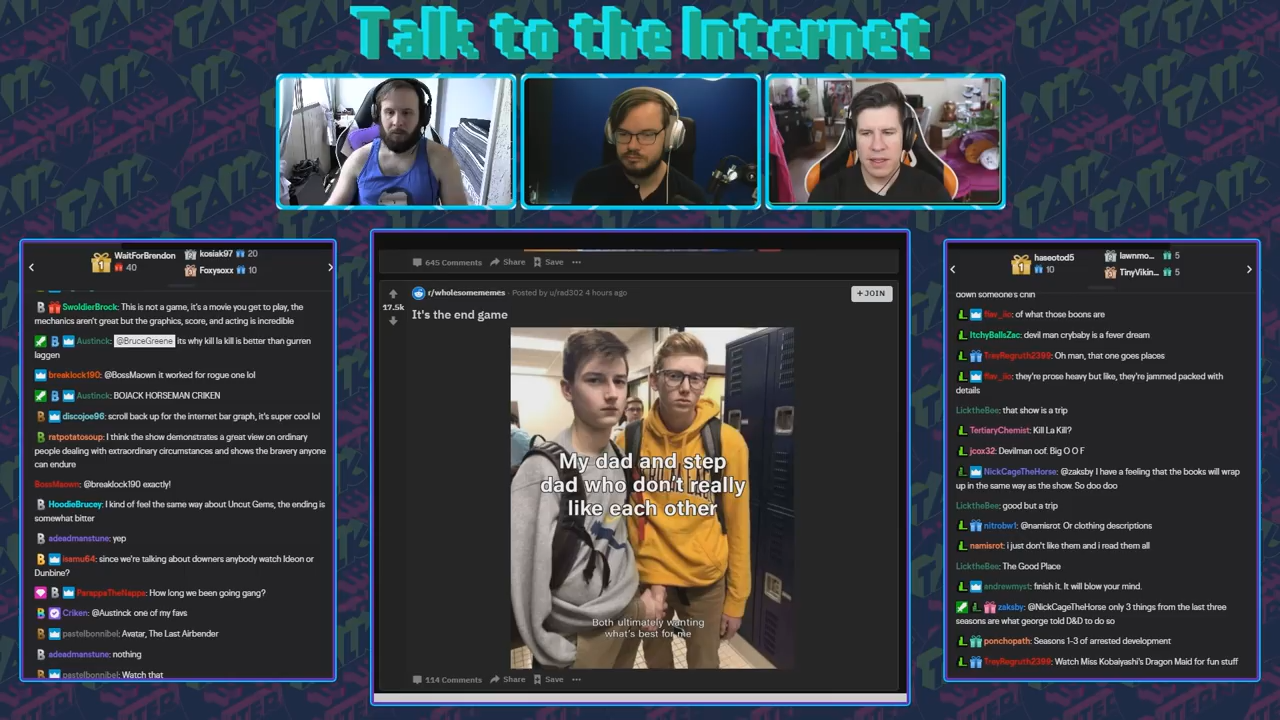 Talk to the Internet
WaitForBrendon
40
kosiak97 20
Foxysoxx 10
SwoldierBrock: This is not a game, it's a movie you get to play, the
mechanics aren't great but the graphics, score, and acting is incredible
Austinck: @BruceGreene its why kill la kill is better than gurren
laggen
breaklock190: @BossMaown it worked for rogue one lol
Austinck: BOJACK HORSEMAN CRIKEN
discojoe96: scroll back up for the internet bar graph, it's super cool lol
ratpotatosoup: I think the show demonstrates a great view on ordinary
people dealing with extraordinary circumstances and shows the bravery anyone
can endure
BossMaown: @breaklock190 exactly!
HoodieBrucey: I kind of feel the same way about Uncut Gems, the ending is
somewhat bitter
adeadmanstune: yep
isamu64: since we're talking about downers anybody watch Ideon or
Dunbine?
ParappaTheNappa: How long we been going gang?
Criken: @Austinck one of my favs
pastelbonnibel: Avatar, The Last Airbender
adeadmanstune: nothing
pastelbonnibel: Watch that
645 Comments Share Save
r/wholesomememes · Posted by u/rad302 4 hours ago
+ JOIN
17.5k
It's the end game
My dad and step
dad who don't really
like each other
Both ultimately wanting
what's best for me
114 Comments Share Save
haseotod5
10
lawnmo... 5
TinyVikin... 5
down someone's chin
flav_iio: of what those boons are
ItchyBallsZac: devil man crybaby is a fever dream
TreyRegruth2399: Oh man, that one goes places
flav_iio: they're prose heavy but like, they're jammed packed with
details
LicktheBee: that show is a trip
TertiaryChemist: Kill La Kill?
jcox32: Devilman oof. Big O O F
NickCageTheHorse: @zaksby I have a feeling that the books will wrap
up in the same way as the show. So doo doo
LicktheBee: good but a trip
nitrobw1: @namisrot Or clothing descriptions
namisrot: i just don't like them and i read them all
LicktheBee: The Good Place
andrewmyst: finish it. It will blow your mind.
zaksby: @NickCageTheHorse only 3 things from the last three
seasons are what george told D&D to do so
ponchopath: Seasons 1-3 of arrested development
TreyRegruth2399: Watch Miss Kobaiyashi's Dragon Maid for fun stuff